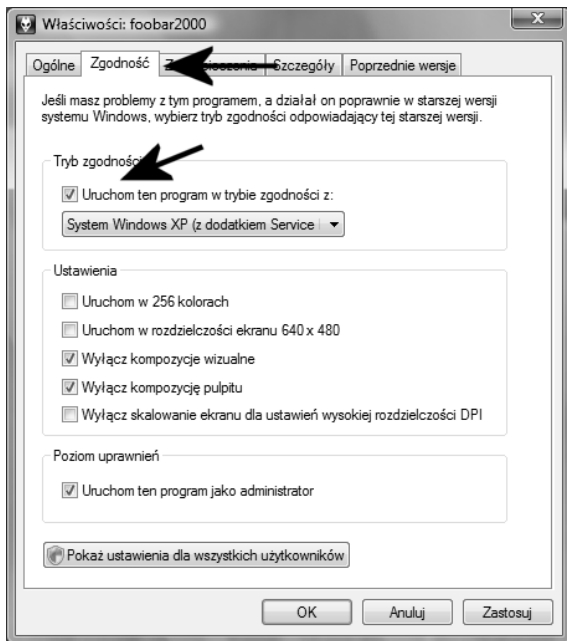 Właściwości: foobar2000
Ogólne Zgodność Szczegóły Poprzednie wersje
Jeśli masz problemy z tym programem, a działał on poprawnie w starszej wersji
systemu Windows, wybierz tryb zgodności odpowiadający tej starszej wersji.
Tryb zgodności
Uruchom ten program w trybie zgodności z:
System Windows XP (z dodatkiem Service
Ustawienia
Uruchom w 256 kolorach
Uruchom w rozdzielczości ekranu 640 x 480
Wyłącz kompozycje wizualne
Wyłącz kompozycję pulpitu
Wyłącz skalowanie ekranu dla ustawień wysokiej rozdzielczości DPI
Poziom uprawnień
Uruchom ten program jako administrator
Pokaż ustawienia dla wszystkich użytkowników
OK Anuluj Zastosuj